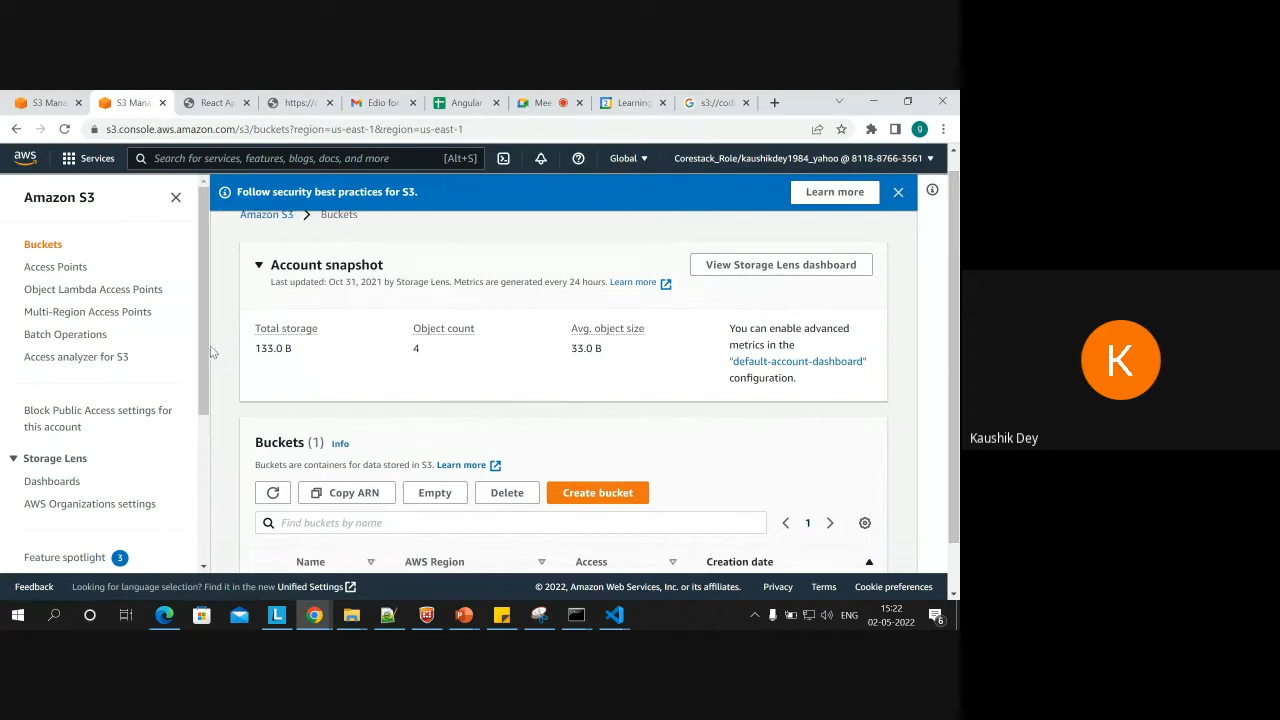 S3 Mana
S3 Mana
React Ap
https://
Edio for
Angular
Mee
Learning
s3://cod
s3.console.aws.amazon.com/s3/buckets?region=us-east-1&region=us-east-1
9
aws
Services
Search for services, features, blogs, docs, and more
[Alt+S]
Global
Corestack_Role/kaushikdey1984_yahoo @ 8118-8766-3561
Amazon S3
Follow security best practices for S3.
Learn more
Buckets
Access Points
Object Lambda Access Points
Multi-Region Access Points
Batch Operations
Access analyzer for S3
Block Public Access settings for
this account
Storage Lens
Dashboards
AWS Organizations settings
Feature spotlight 3
Amazon S3 > Buckets
Account snapshot
View Storage Lens dashboard
Last updated: Oct 31, 2021 by Storage Lens. Metrics are generated every 24 hours. Learn more
Total storage
133.0 B
Object count
4
Avg. object size
33.0 B
You can enable advanced
metrics in the
"default-account-dashboard"
configuration.
Buckets (1) Info
Buckets are containers for data stored in S3. Learn more
Copy ARN
Empty
Delete
Create bucket
Find buckets by name
1
Name
AWS Region
Access
Creation date
Feedback
Looking for language selection? Find it in the new Unified Settings
© 2022, Amazon Web Services, Inc. or its affiliates.
Privacy
Terms
Cookie preferences
L
ENG
15:22
02-05-2022
6
K
Kaushik Dey